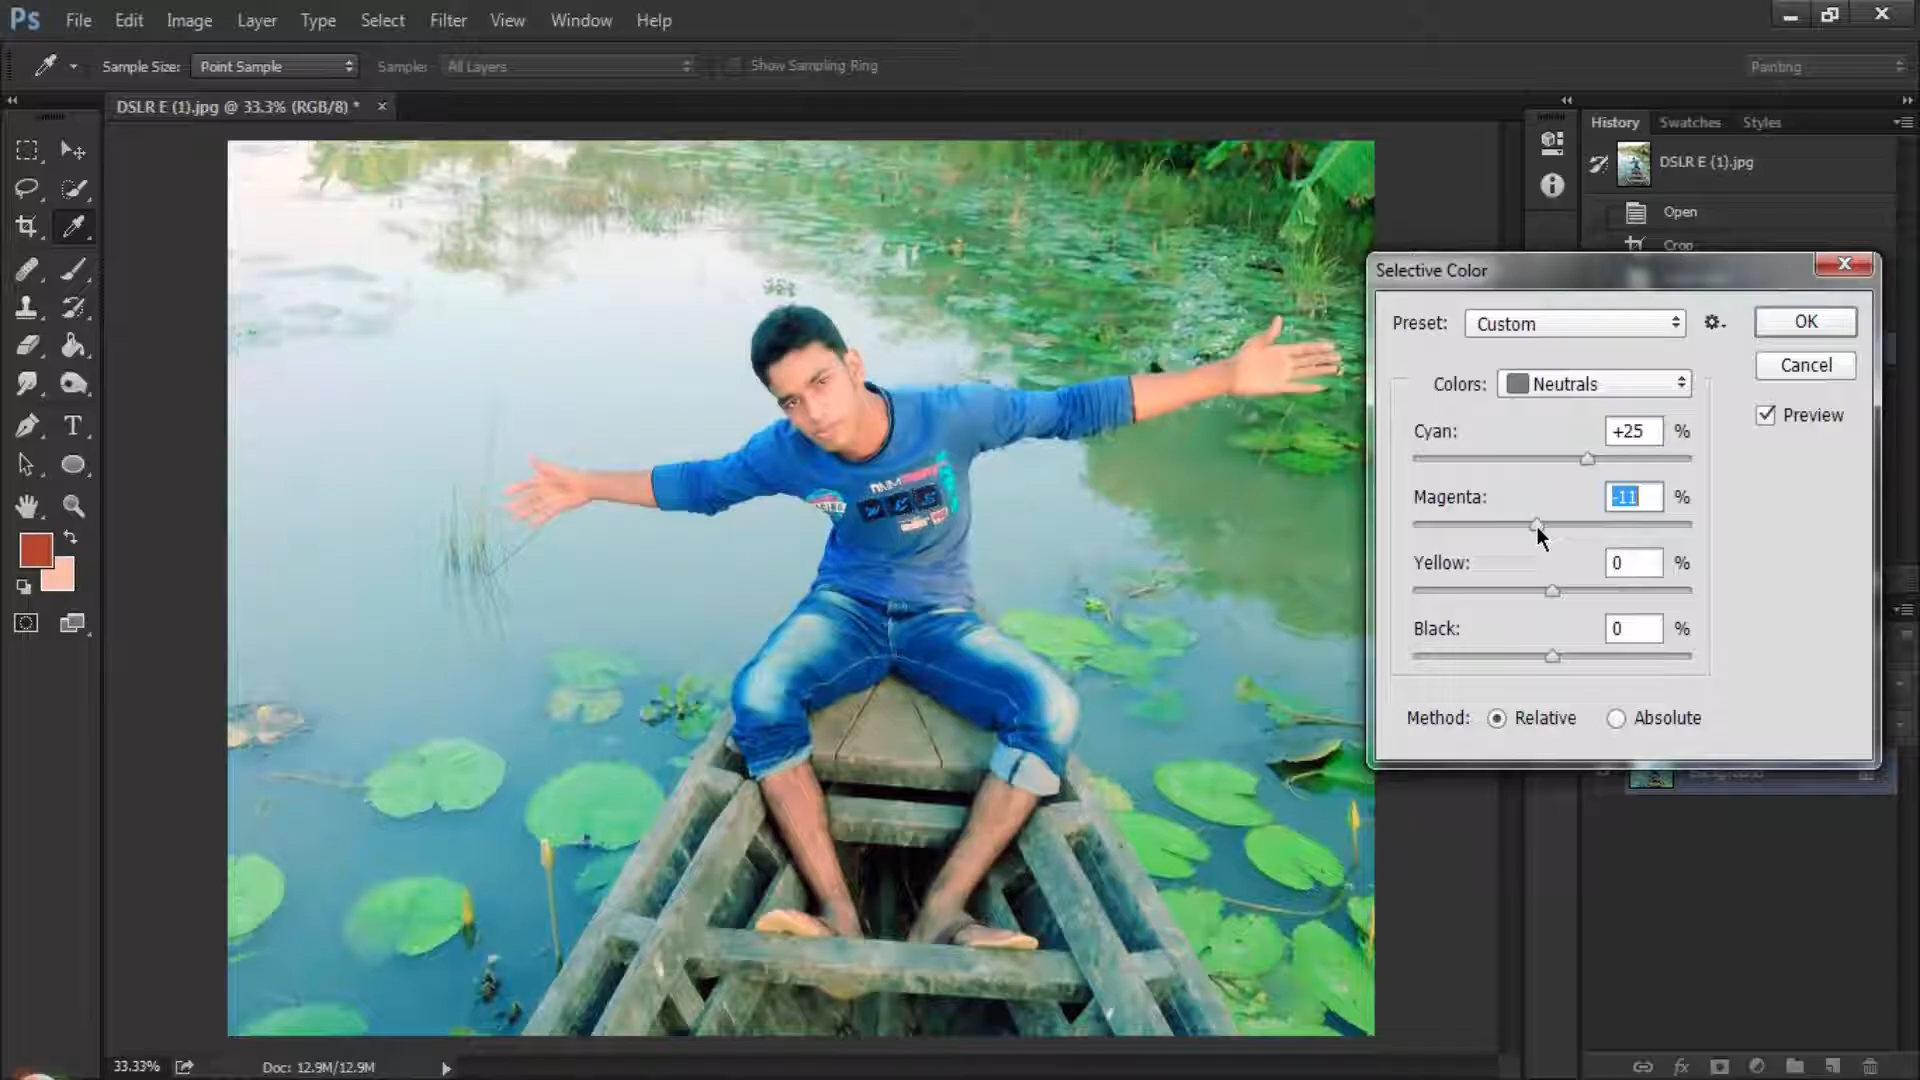 Ps File Edit Image Layer Type Select Filter View Window Help
Sample Size: Point Sample Sample: All Layers Show Sampling Ring Painting
DSLR E (1).jpg @ 33.3% (RGB/8) * ×
History Swatches Styles
DSLR E (1).jpg
Open
Crop
Selective Color
Preset: Custom
OK
Colors: Neutrals
Cancel
Preview
Cyan: +25 %
Magenta: -11 %
Yellow: 0 %
Black: 0 %
Method: Relative Absolute
Background
T
fx
33.33% Doc: 12.9M/12.9M